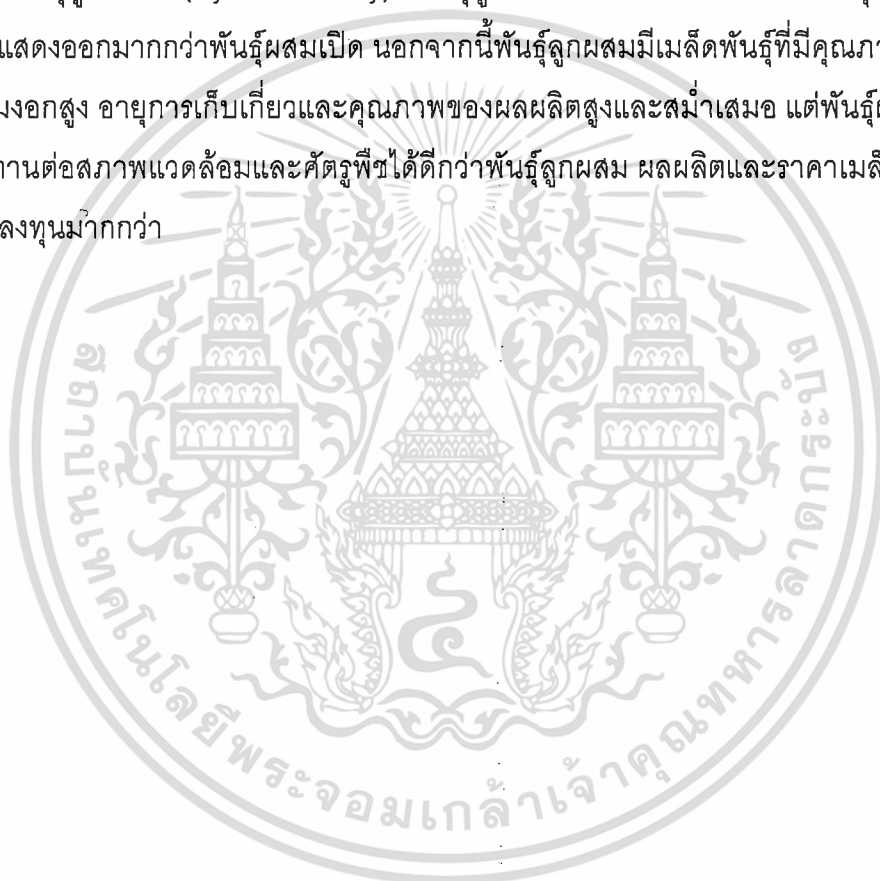 แสดงออกมากกว่าพันธุ์ผสมเปิด นอกจากนี้พันธุ์ลูกผสมมีเมล็ดพันธุ์ที่มีคุณภา
มงอกสูง อายุการเก็บเกี่ยวและคุณภาพของผลผลิตสูงและสม่ำเสมอ แต่พันธุ์ผ
ทานต่อสภาพแวดล้อมและศัตรูพืชได้ดีกว่าพันธุ์ลูกผสม ผลผลิตและราคาเมล็
ลงทุนมากกว่า
สถาบันเทคโนโลยีพระจอมเกล้าเจ้าคุณทหารลาดกระบัง